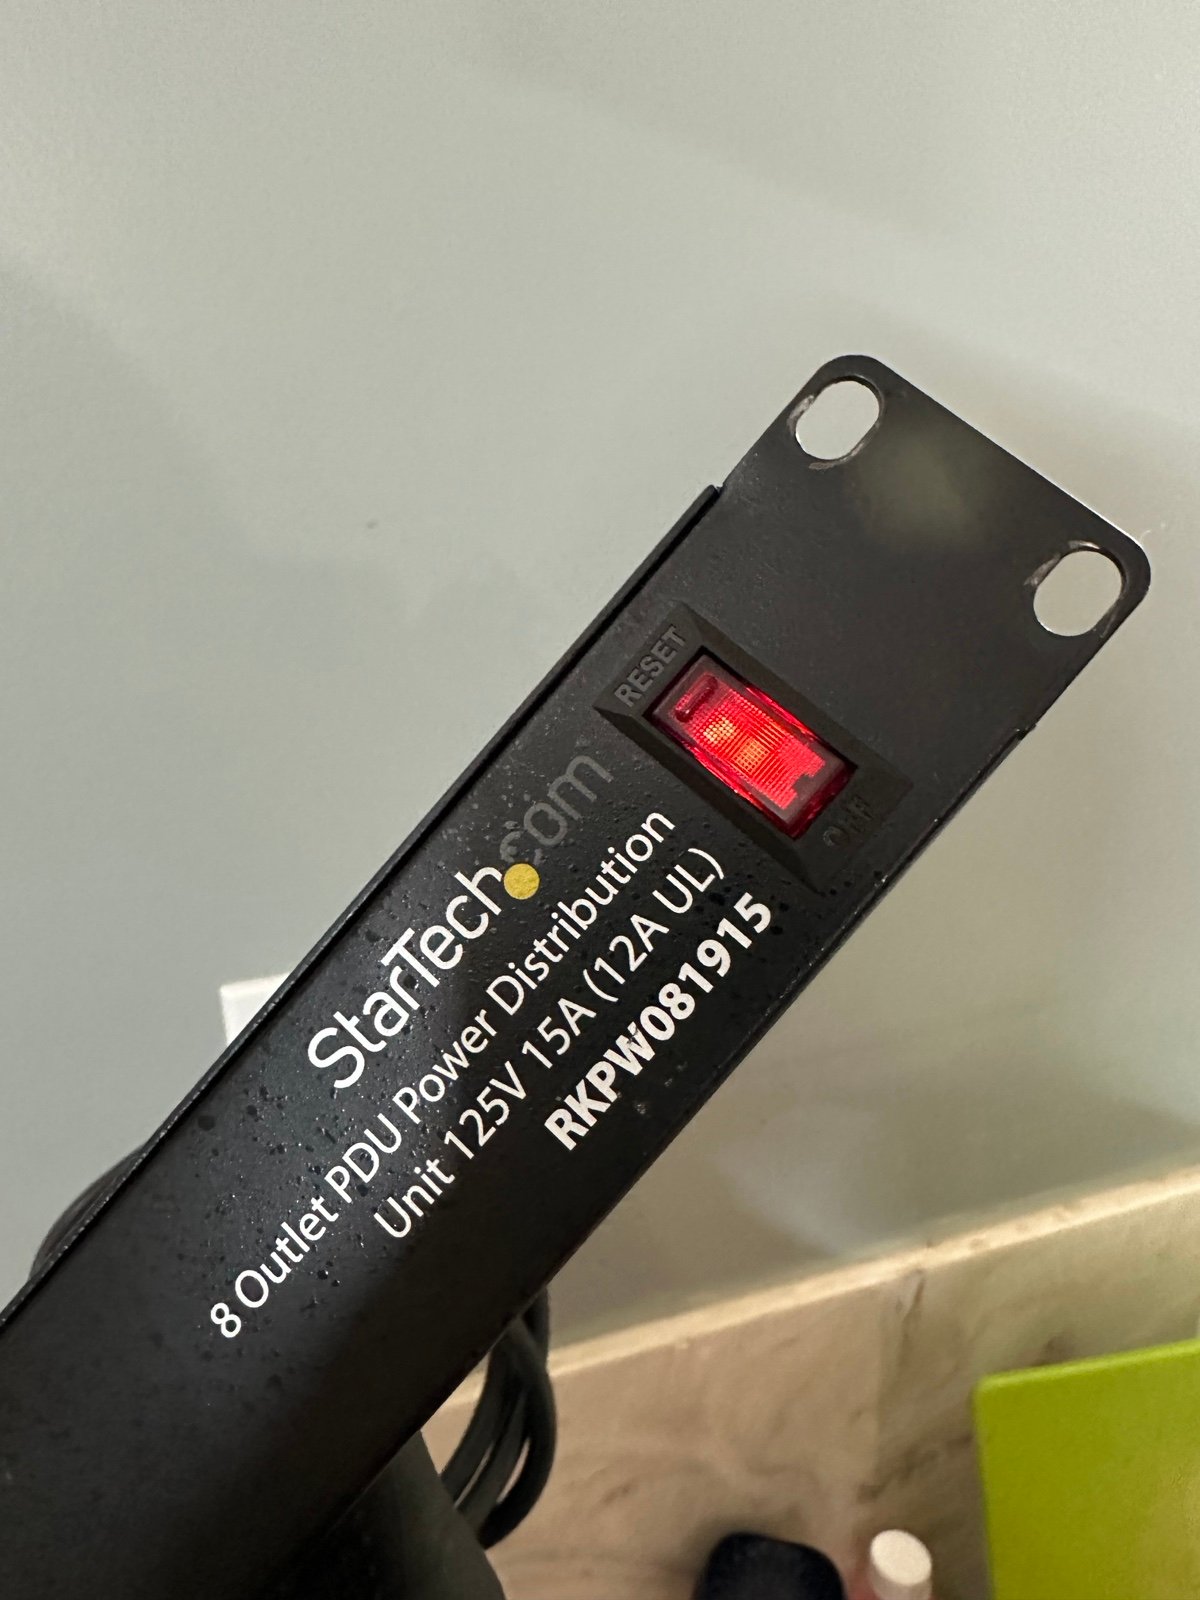 RESET
OFF
StarTech.com
8 Outlet PDU Power Distribution
Unit 125V 15A (12A UL)
RKPW081915